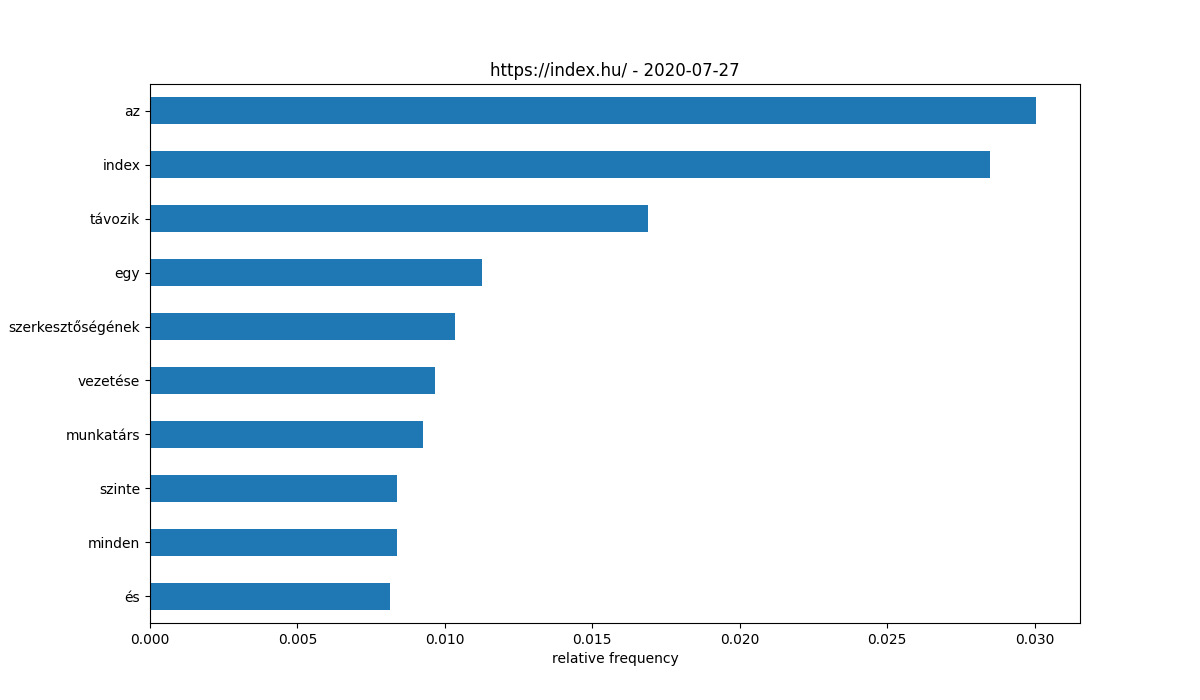 https://index.hu/ - 2020-07-27
az
index
távozik
egy
szerkesztőségének
vezetése
munkatárs
szinte
minden
és
0.000 0.005 0.010 0.015 0.020 0.025 0.030
relative frequency